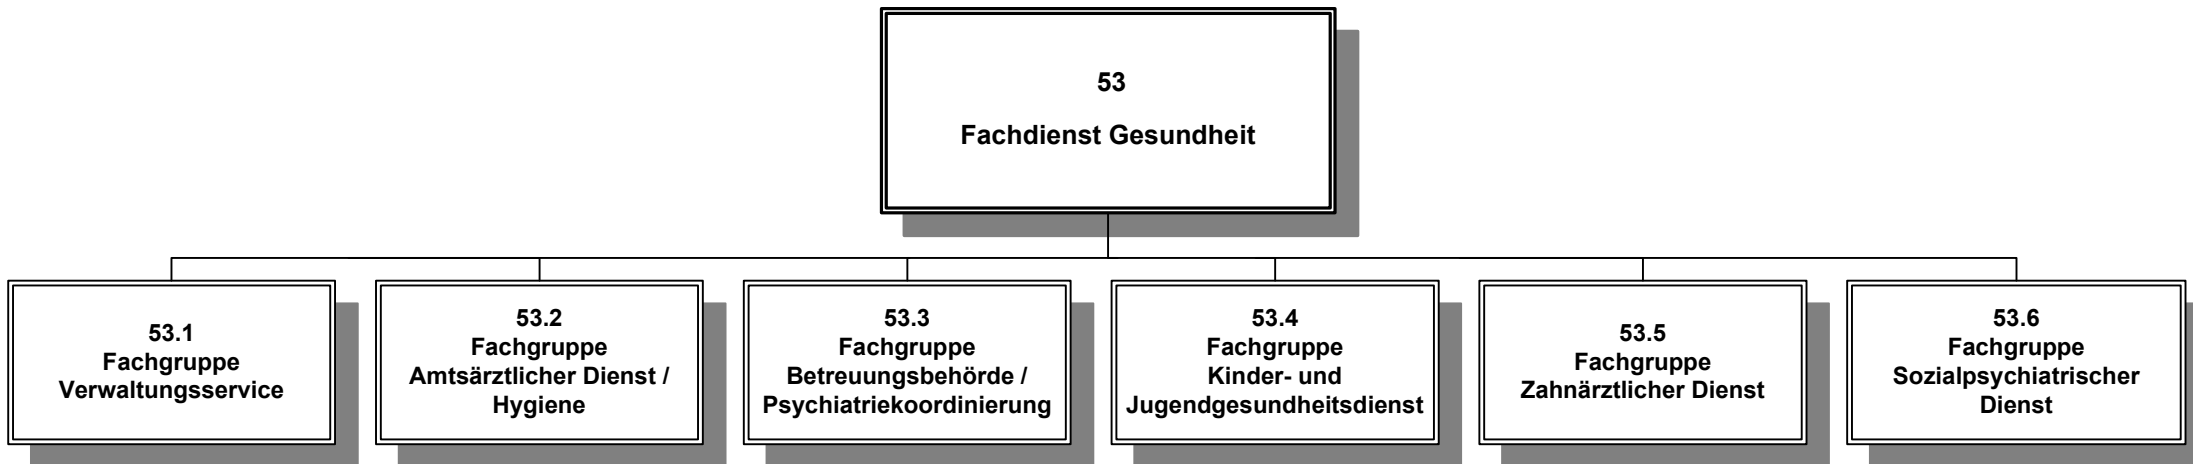 53
Fachdienst Gesundheit
53.1
Fachgruppe
Verwaltungsservice
53.2
Fachgruppe
Amtsärztlicher Dienst /
Hygiene
53.3
Fachgruppe
Betreuungsbehörde /
Psychiatriekoordinierung
53.4
Fachgruppe
Kinder- und
Jugendgesundheitsdienst
53.5
Fachgruppe
Zahnärztlicher Dienst
53.6
Fachgruppe
Sozialpsychiatrischer
Dienst